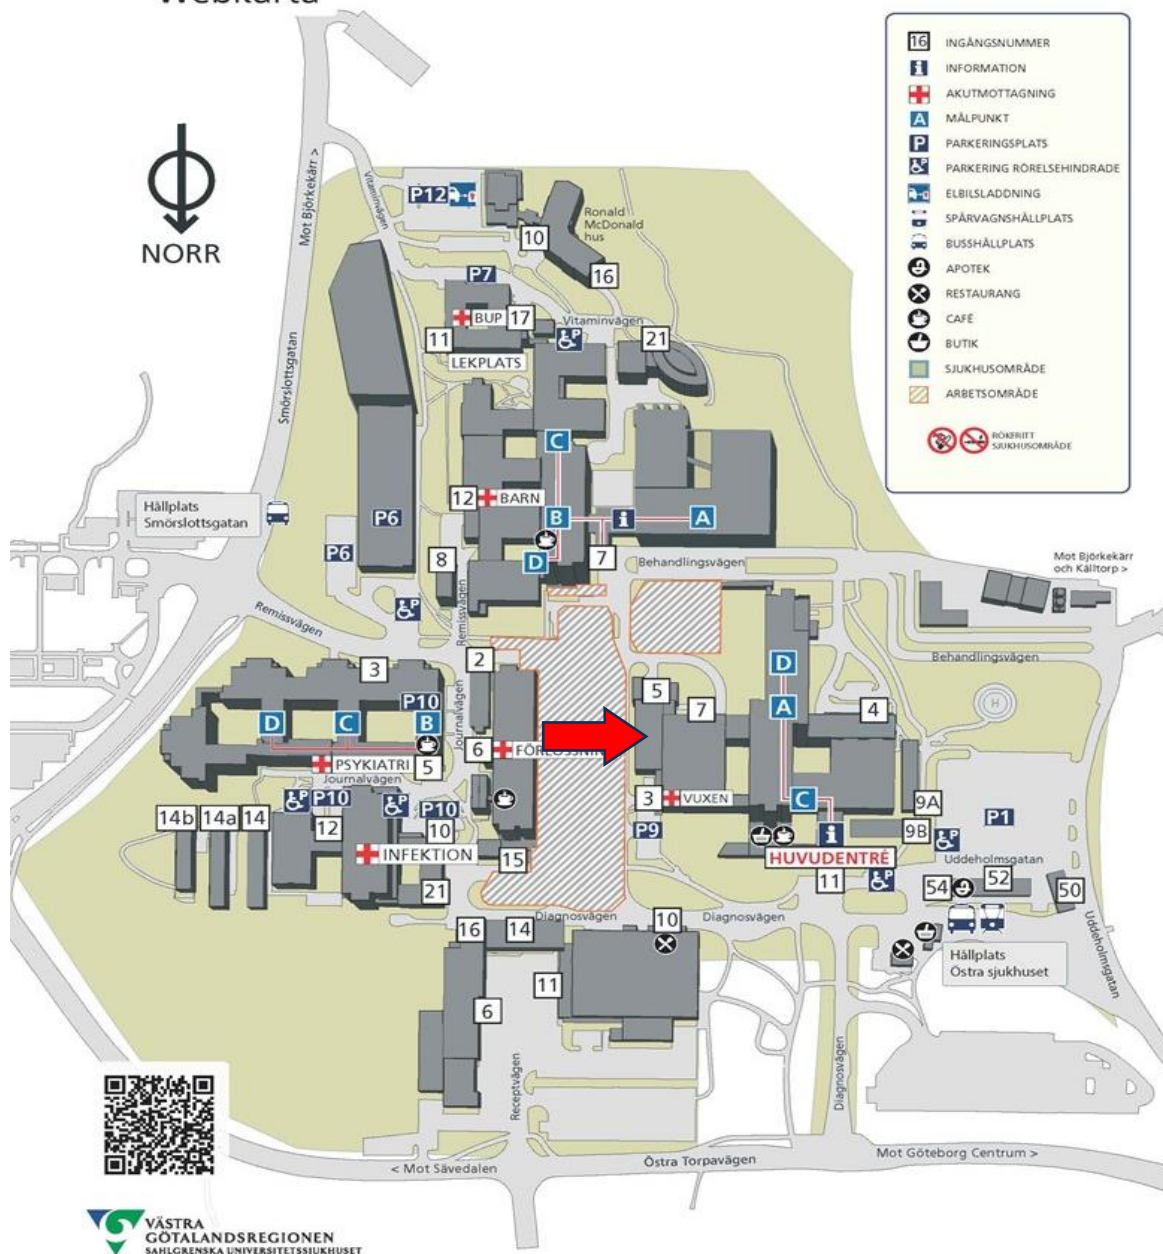 Webkarta
16 INGÅNGSNUMMER
i INFORMATION
AKUTMOTTAGNING
A MÅLPUNKT
P PARKERINGSPLATS
P PARKERING RÖRELSEHINDRADE
ELBILSLADDNING
SPÅRVAGNSHÅLLPLATS
BUSSHÅLLPLATS
APOTEK
RESTAURANG
CAFÉ
BUTIK
SJUKHUSOMRÅDE
ARBETSOMRÅDE
RÖKFRITT
SJUKHUSOMRÅDE
NORR
Mot Björkekärr >
Vitaminvägen
P12
Ronald
McDonald
hus
10
16
P7
BUP
17
11
Vitaminvägen
P
21
LEKPLATS
Smörslottsgatan
C
12
BARN
Hållplats
Smörslottsgatan
P6
B
i
A
P6
8
D
7
Behandlingsvägen
Mot Björkekärr
och Kålltorp >
P
Remissvägen
Remissvägen
Behandlingsvägen
2
3
D
5
P10
H
D
C
B
Journalvägen
A
7
4
6
FÖRLOSSNIN
PSYKIATRI
5
Journalvägen
P
P10
P
P10
3
VUXEN
C
9A
14b
14a
14
12
10
P9
9B
P
P1
i
INFEKTION
15
HUVUDENTRÉ
Uddeholmsgatan
11
P
54
52
50
21
Diagnosvägen
10
Diagnosvägen
16
14
Hållplats
Östra sjukhuset
Uddeholmsgatan
11
6
Receptvägen
Diagnosvägen
< Mot Sävedalen
Östra Torpavägen
Mot Göteborg Centrum >
VÄSTRA
GÖTALANDSREGIONEN
SAHLGRENSKA UNIVERSITETSSJUKHUSET